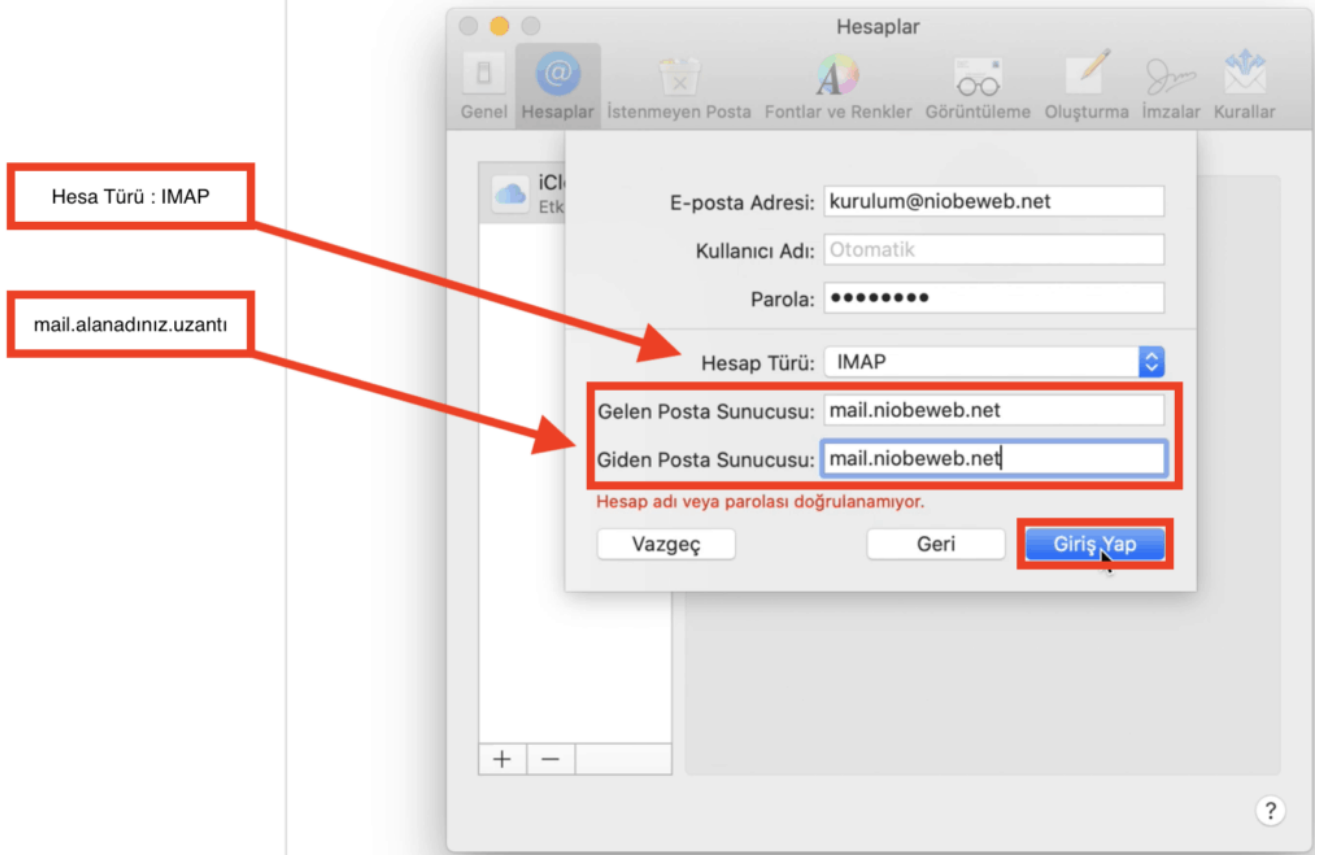 Hesaplar
Genel Hesaplar İstenmeyen Posta Fontlar ve Renkler Görüntüleme Oluşturma İmzalar Kurallar
Hesa Türü : IMAP
mail.alanadınız.uzantı
iCl
Etk
E-posta Adresi: kurulum@niobeweb.net
Kullanıcı Adı: Otomatik
Parola: ••••••••
Hesap Türü: IMAP
Gelen Posta Sunucusu: mail.niobeweb.net
Giden Posta Sunucusu: mail.niobeweb.net
Hesap adı veya parolası doğrulanamıyor.
Vazgeç Geri Giriş Yap
+ −
?